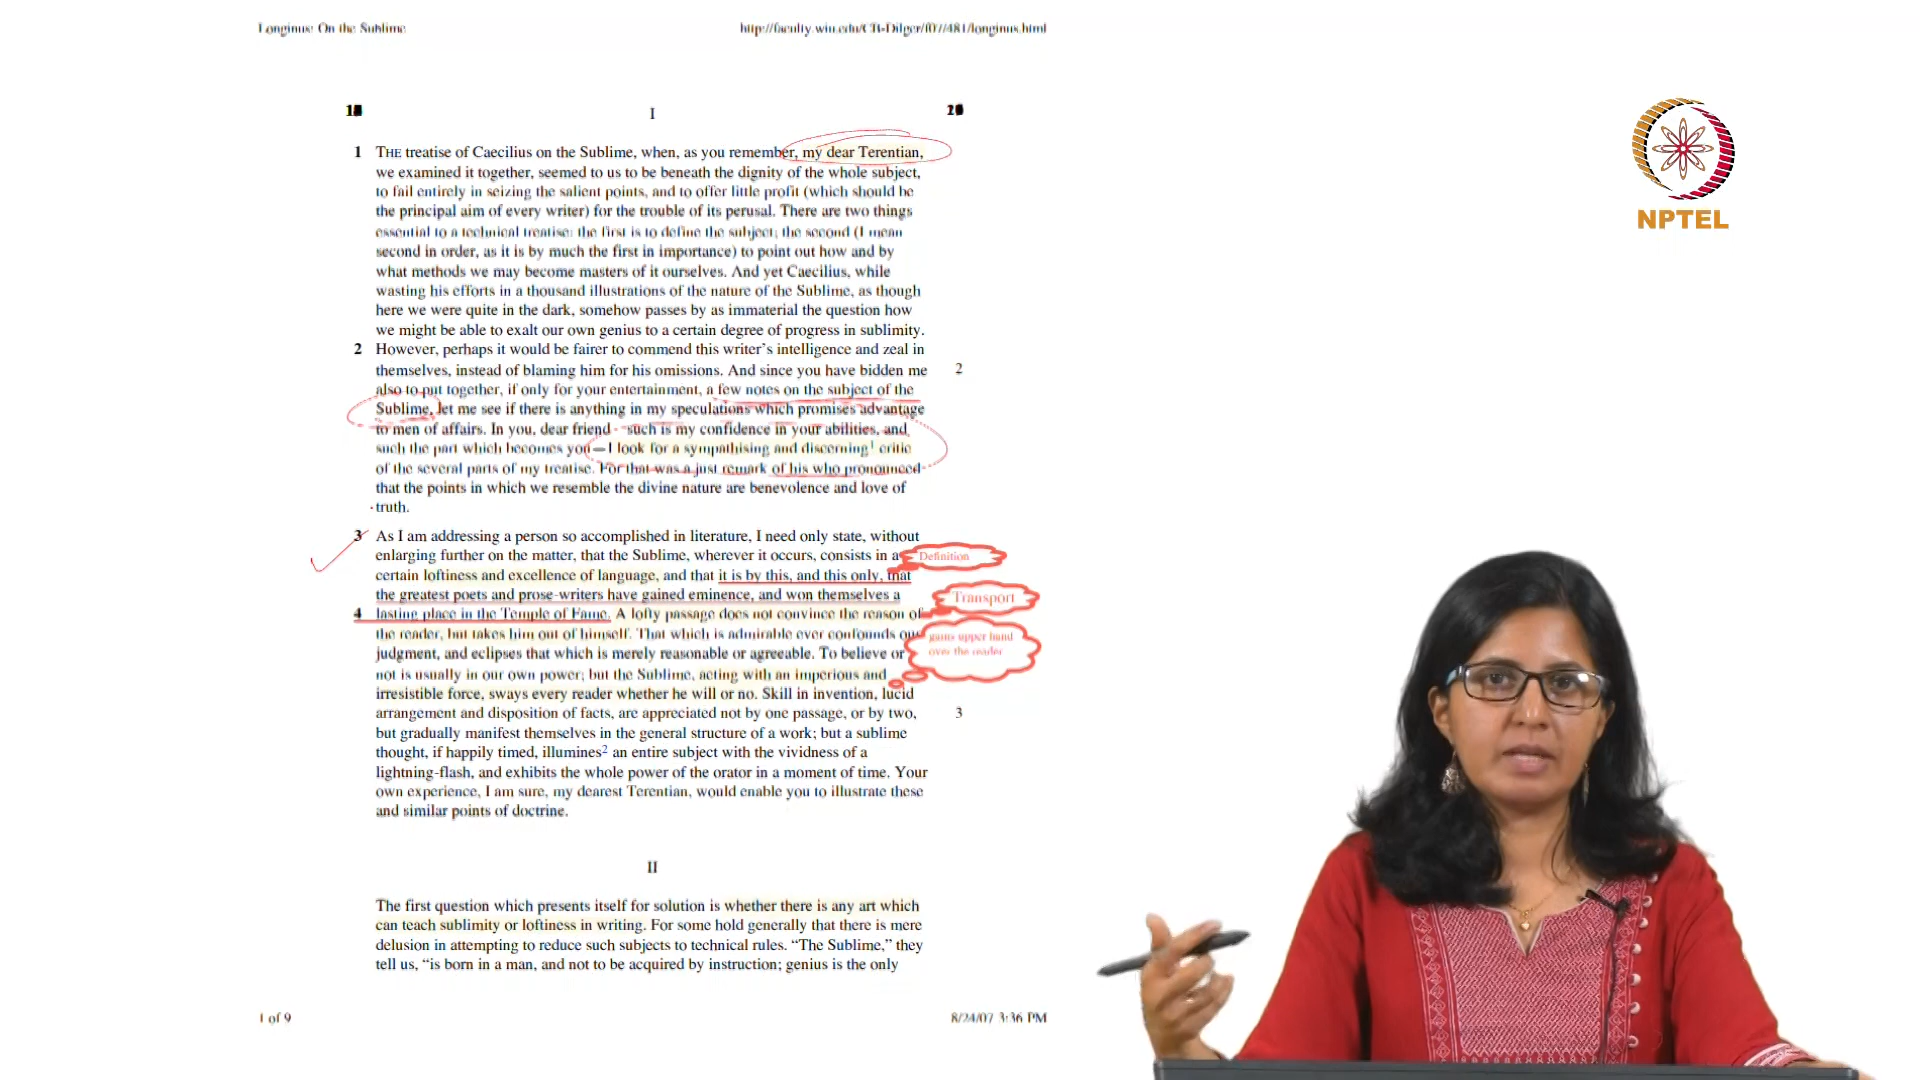 Longinus: On the Sublime
http://faculty.wiu.edu/CB-Dilger/f07/481/longinus.html
I
1 THE treatise of Caecilius on the Sublime, when, as you remember, my dear Terentian,
we examined it together, seemed to us to be beneath the dignity of the whole subject,
to fail entirely in seizing the salient points, and to offer little profit (which should be
the principal aim of every writer) for the trouble of its perusal. There are two things
essential to a technical treatise: the first is to define the subject; the second (I mean
second in order, as it is by much the first in importance) to point out how and by
what methods we may become masters of it ourselves. And yet Caecilius, while
wasting his efforts in a thousand illustrations of the nature of the Sublime, as though
here we were quite in the dark, somehow passes by as immaterial the question how
we might be able to exalt our own genius to a certain degree of progress in sublimity.
2 However, perhaps it would be fairer to commend this writer's intelligence and zeal in
themselves, instead of blaming him for his omissions. And since you have bidden me 2
also to put together, if only for your entertainment, a few notes on the subject of the
Sublime, let me see if there is anything in my speculations which promises advantage
to men of affairs. In you, dear friend—such is my confidence in your abilities, and
such the part which becomes you—I look for a sympathising and discerning1 critic
of the several parts of my treatise. For that was a just remark of his who pronounced
that the points in which we resemble the divine nature are benevolence and love of
truth.
3 As I am addressing a person so accomplished in literature, I need only state, without
enlarging further on the matter, that the Sublime, wherever it occurs, consists in a
certain loftiness and excellence of language, and that it is by this, and this only, that
the greatest poets and prose-writers have gained eminence, and won themselves a
4 lasting place in the Temple of Fame. A lofty passage does not convince the reason of
the reader, but takes him out of himself. That which is admirable ever confounds our
judgment, and eclipses that which is merely reasonable or agreeable. To believe or
not is usually in our own power; but the Sublime, acting with an imperious and
irresistible force, sways every reader whether he will or no. Skill in invention, lucid
arrangement and disposition of facts, are appreciated not by one passage, or by two, 3
but gradually manifest themselves in the general structure of a work; but a sublime
thought, if happily timed, illumines2 an entire subject with the vividness of a
lightning-flash, and exhibits the whole power of the orator in a moment of time. Your
own experience, I am sure, my dearest Terentian, would enable you to illustrate these
and similar points of doctrine.
Definition
Transport
gains upper hand
over the reader
II
The first question which presents itself for solution is whether there is any art which
can teach sublimity or loftiness in writing. For some hold generally that there is mere
delusion in attempting to reduce such subjects to technical rules. “The Sublime,” they
tell us, “is born in a man, and not to be acquired by instruction; genius is the only
1 of 9
8/24/07 3:36 PM
NPTEL